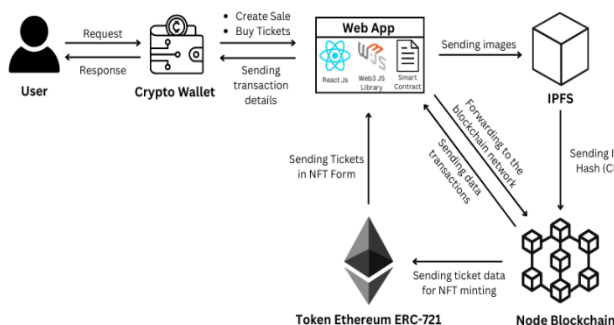 Request
Response
User
Crypto Wallet
• Create Sale
• Buy Tickets
Sending
transaction
details
Web App
React Js
Web3 JS
Library
Smart
Contract
Sending images
IPFS
Sending Tickets
in NFT Form
Forwarding to the
blockchain network
Sending data
transactions
Sending
Hash
Sending ticket data
for NFT minting
Token Ethereum ERC-721
Node Blockchain